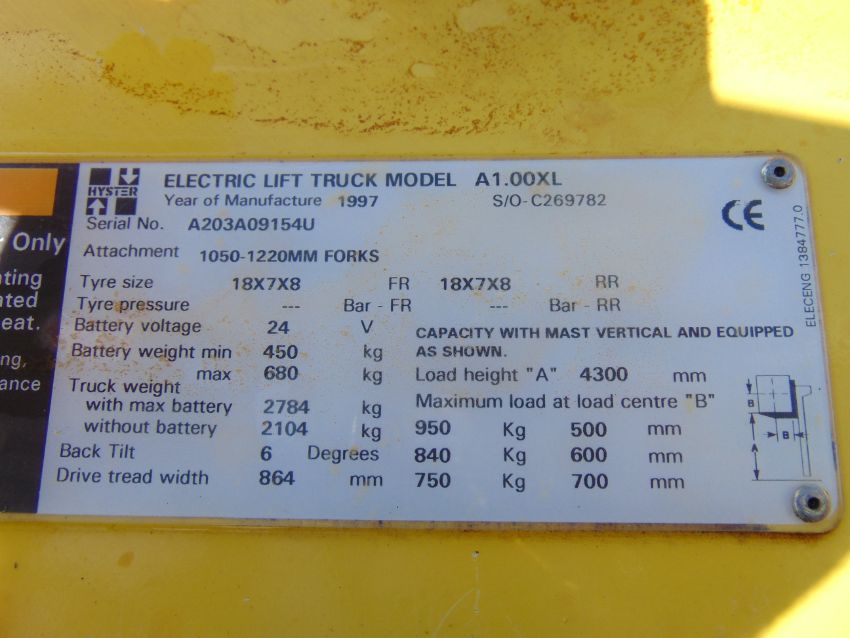 HYSTER
ELECTRIC LIFT TRUCK MODEL A1.00XL
Year of Manufacture 1997 S/O-C269782
Serial No. A203A09154U
CE
Attachment 1050-1220MM FORKS
Tyre size 18X7X8 FR 18X7X8 RR
Tyre pressure --- Bar - FR --- Bar - RR
Battery voltage 24 V
Battery weight min 450 kg
max 680 kg
Truck weight
with max battery 2784 kg
without battery 2104 kg
Back Tilt 6 Degrees
Drive tread width 864 mm
CAPACITY WITH MAST VERTICAL AND EQUIPPED
AS SHOWN.
Load height "A" 4300 mm
Maximum load at load centre "B"
950 Kg 500 mm
840 Kg 600 mm
750 Kg 700 mm
B
B
A
ELECENG 1384777.0
Only
eat.